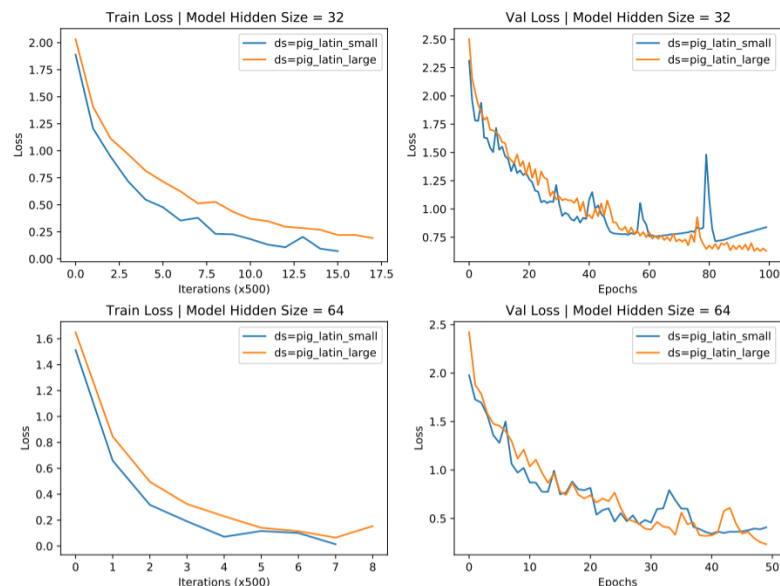 Train Loss | Model Hidden Size = 32
Loss
2.00
1.75
1.50
1.25
1.00
0.75
0.50
0.25
0.00
ds=pig_latin_small
ds=pig_latin_large
0.0 2.5 5.0 7.5 10.0 12.5 15.0 17.5
Iterations (x500)
Val Loss | Model Hidden Size = 32
Loss
2.50
2.25
2.00
1.75
1.50
1.25
1.00
0.75
ds=pig_latin_small
ds=pig_latin_large
0 20 40 60 80 100
Epochs
Train Loss | Model Hidden Size = 64
Loss
1.6
1.4
1.2
1.0
0.8
0.6
0.4
0.2
0.0
ds=pig_latin_small
ds=pig_latin_large
0 1 2 3 4 5 6 7 8
Iterations (x500)
Val Loss | Model Hidden Size = 64
Loss
2.5
2.0
1.5
1.0
0.5
ds=pig_latin_small
ds=pig_latin_large
0 10 20 30 40 50
Epochs